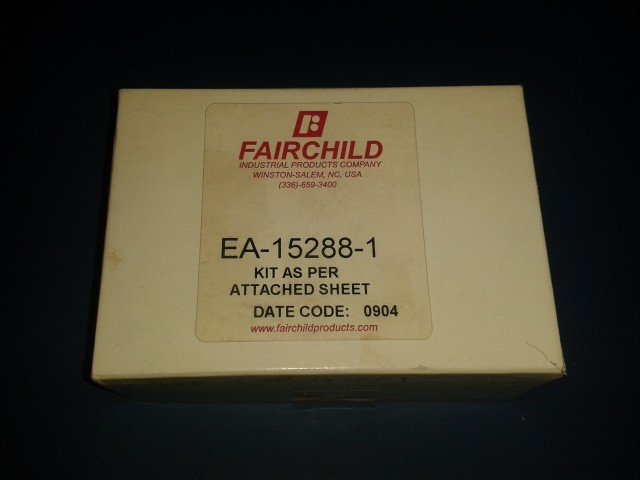 FAIRCHILD
INDUSTRIAL PRODUCTS COMPANY
WINSTON-SALEM, NC, USA
(336)-659-3400
EA-15288-1
KIT AS PER
ATTACHED SHEET
DATE CODE: 0904
www.fairchildproducts.com